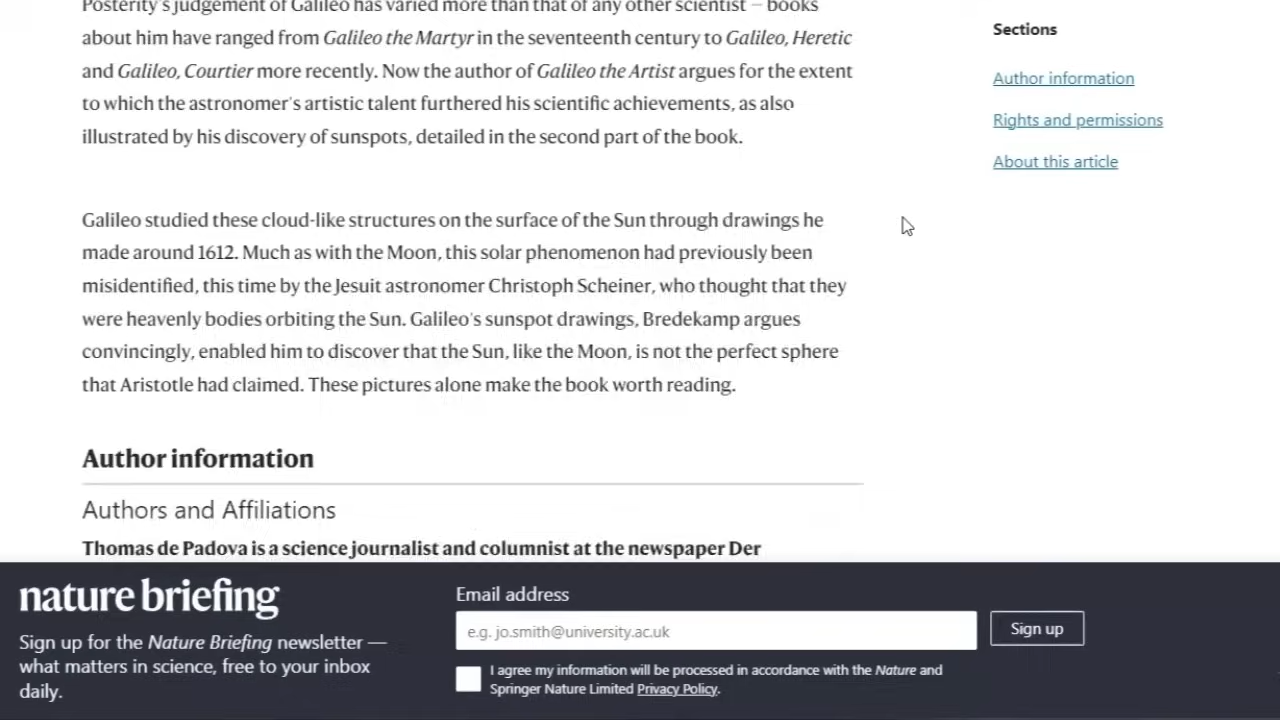 Posterity's judgement of Galileo has varied more than that of any other scientist — books
about him have ranged from Galileo the Martyr in the seventeenth century to Galileo, Heretic
and Galileo, Courtier more recently. Now the author of Galileo the Artist argues for the extent
to which the astronomer's artistic talent furthered his scientific achievements, as also
illustrated by his discovery of sunspots, detailed in the second part of the book.
Galileo studied these cloud-like structures on the surface of the Sun through drawings he
made around 1612. Much as with the Moon, this solar phenomenon had previously been
misidentified, this time by the Jesuit astronomer Christoph Scheiner, who thought that they
were heavenly bodies orbiting the Sun. Galileo's sunspot drawings, Bredekamp argues
convincingly, enabled him to discover that the Sun, like the Moon, is not the perfect sphere
that Aristotle had claimed. These pictures alone make the book worth reading.
Author information
Authors and Affiliations
Thomas de Padova is a science journalist and columnist at the newspaper Der
Sections
Author information
Rights and permissions
About this article
nature briefing
Sign up for the Nature Briefing newsletter —
what matters in science, free to your inbox
daily.
Email address
e.g. jo.smith@university.ac.uk
Sign up
I agree my information will be processed in accordance with the Nature and
Springer Nature Limited Privacy Policy.